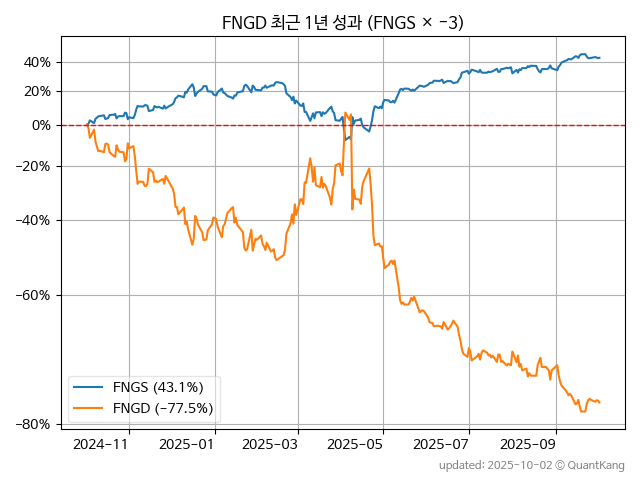 FNGD 최근 1년 성과 (FNGS × −3)
40%
20%
0%
−20%
−40%
−60%
−80%
FNGS (43.1%)
FNGD (−77.5%)
2024-11 2025-01 2025-03 2025-05 2025-07 2025-09
updated: 2025-10-02 © QuantKang